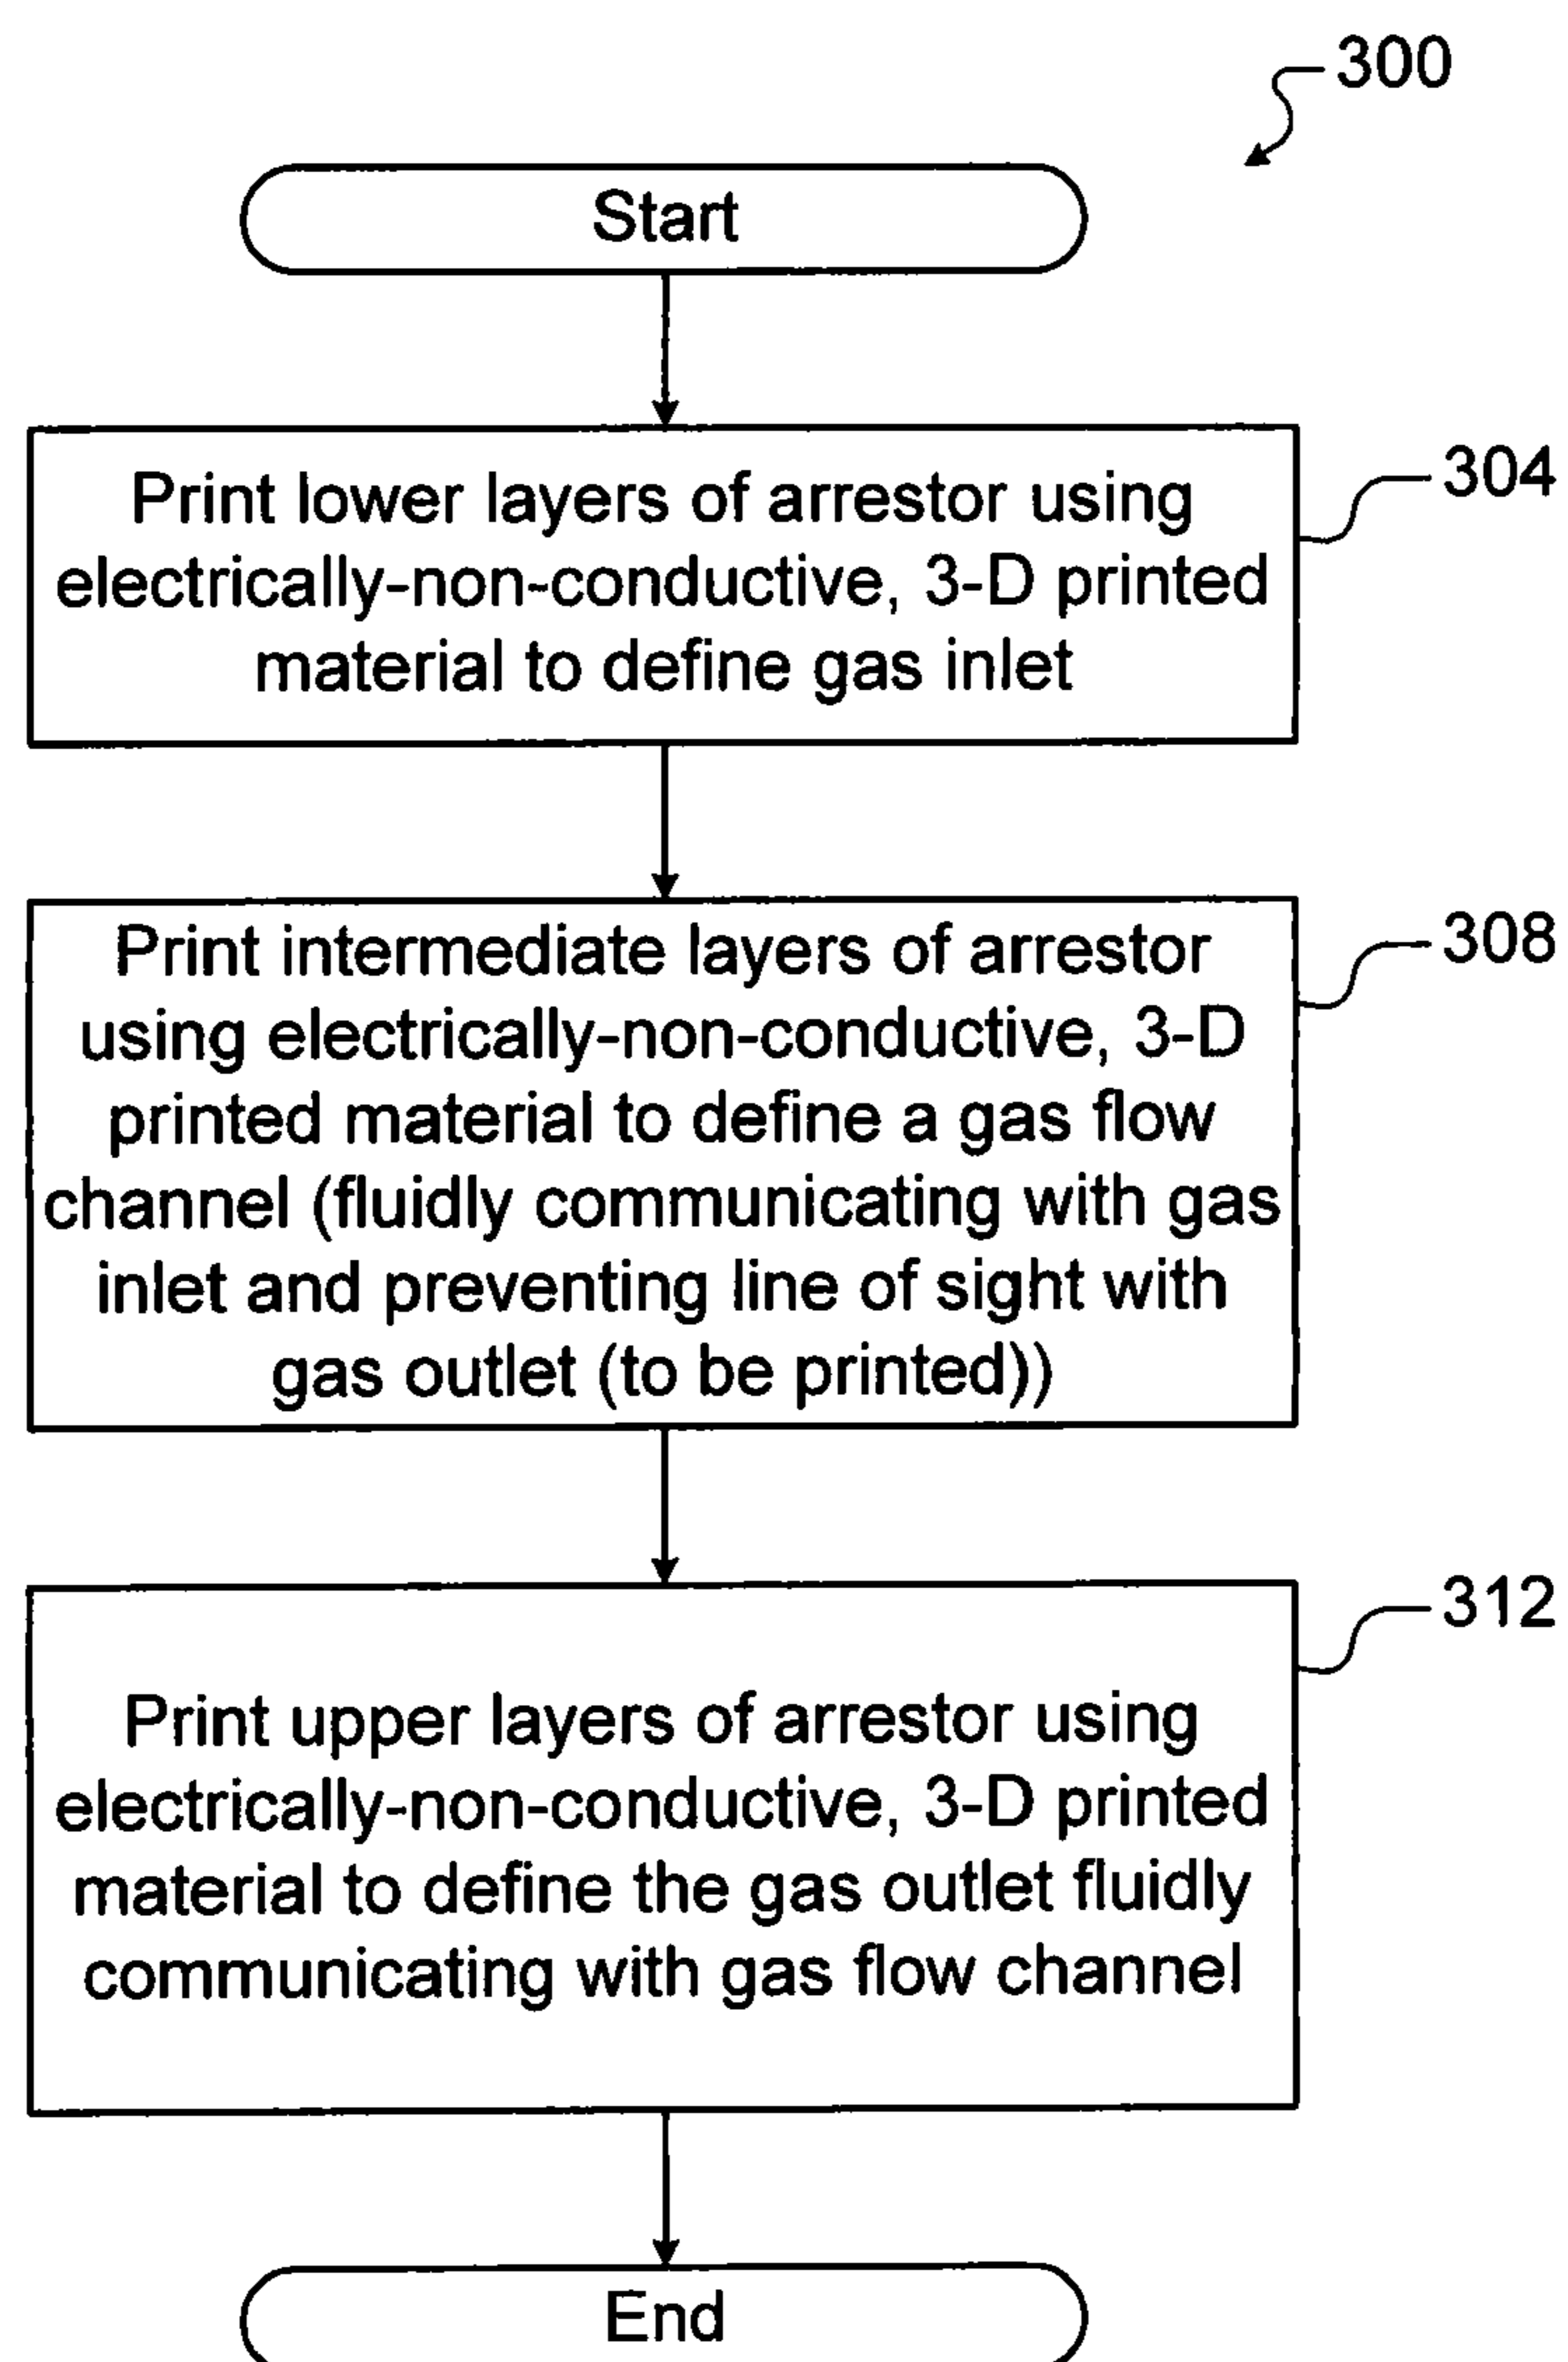 300
Start
Print lower layers of arrestor using
electrically-non-conductive, 3-D printed
material to define gas inlet
304
Print intermediate layers of arrestor
using electrically-non-conductive, 3-D
printed material to define a gas flow
channel (fluidly communicating with gas
inlet and preventing line of sight with
gas outlet (to be printed))
308
Print upper layers of arrestor using
electrically-non-conductive, 3-D printed
material to define the gas outlet fluidly
communicating with gas flow channel
312
End